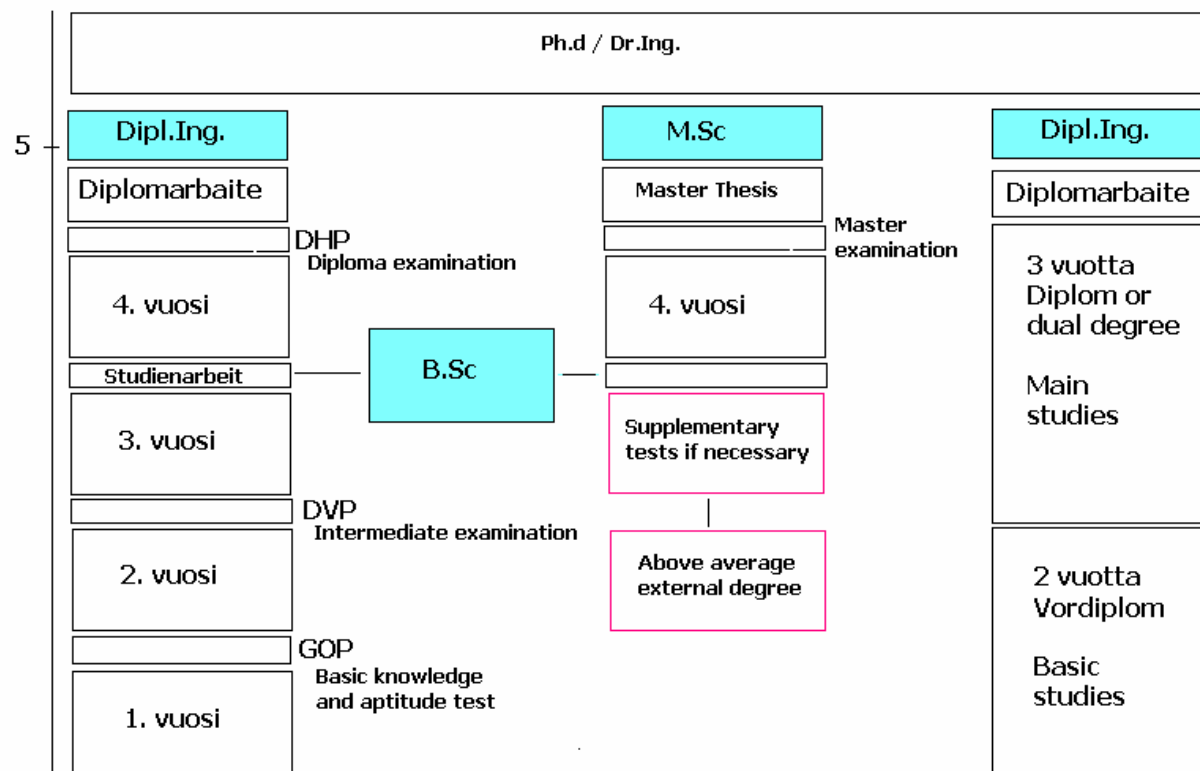 Ph.d / Dr.Ing.
5
Dipl.Ing.
Diplomarbaite
DHP
Diploma examination
4. vuosi
Studienarbeit
3. vuosi
DVP
Intermediate examination
2. vuosi
GOP
Basic knowledge
and aptitude test
1. vuosi
B.Sc
M.Sc
Master Thesis
Master
examination
4. vuosi
Supplementary
tests if necessary
Above average
external degree
Dipl.Ing.
Diplomarbaite
3 vuotta
Diplom or
dual degree
Main
studies
2 vuotta
Vordiplom
Basic
studies